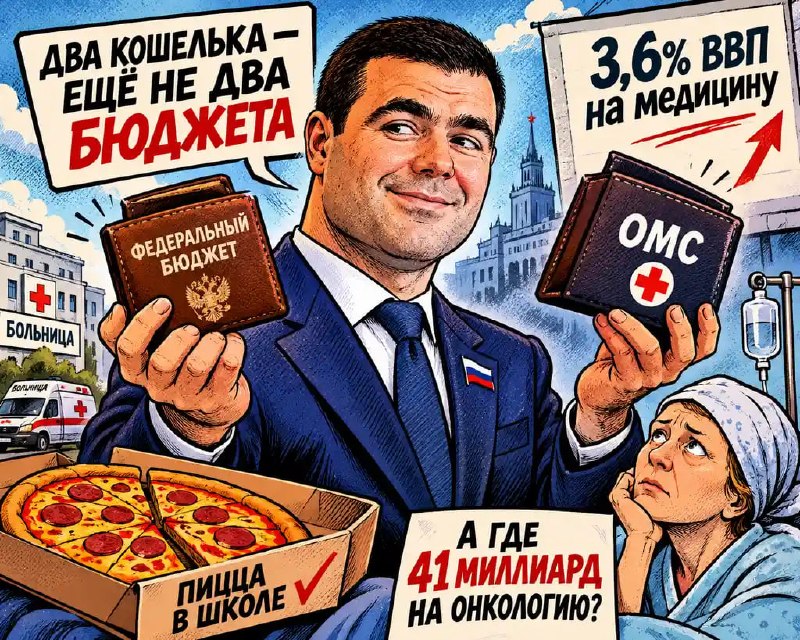 ДВА КОШЕЛЬКА –
ЕЩЁ НЕ ДВА
БЮДЖЕТА
3,6% ВВП
НА МЕДИЦИНУ
ФЕДЕРАЛЬНЫЙ
БЮДЖЕТ
ОМС
БОЛЬНИЦА
БОЛЬНИЦА
ПИЦЦА
В ШКОЛЕ
А ГДЕ
41 МИЛЛИАРД
НА ОНКОЛОГИЮ?